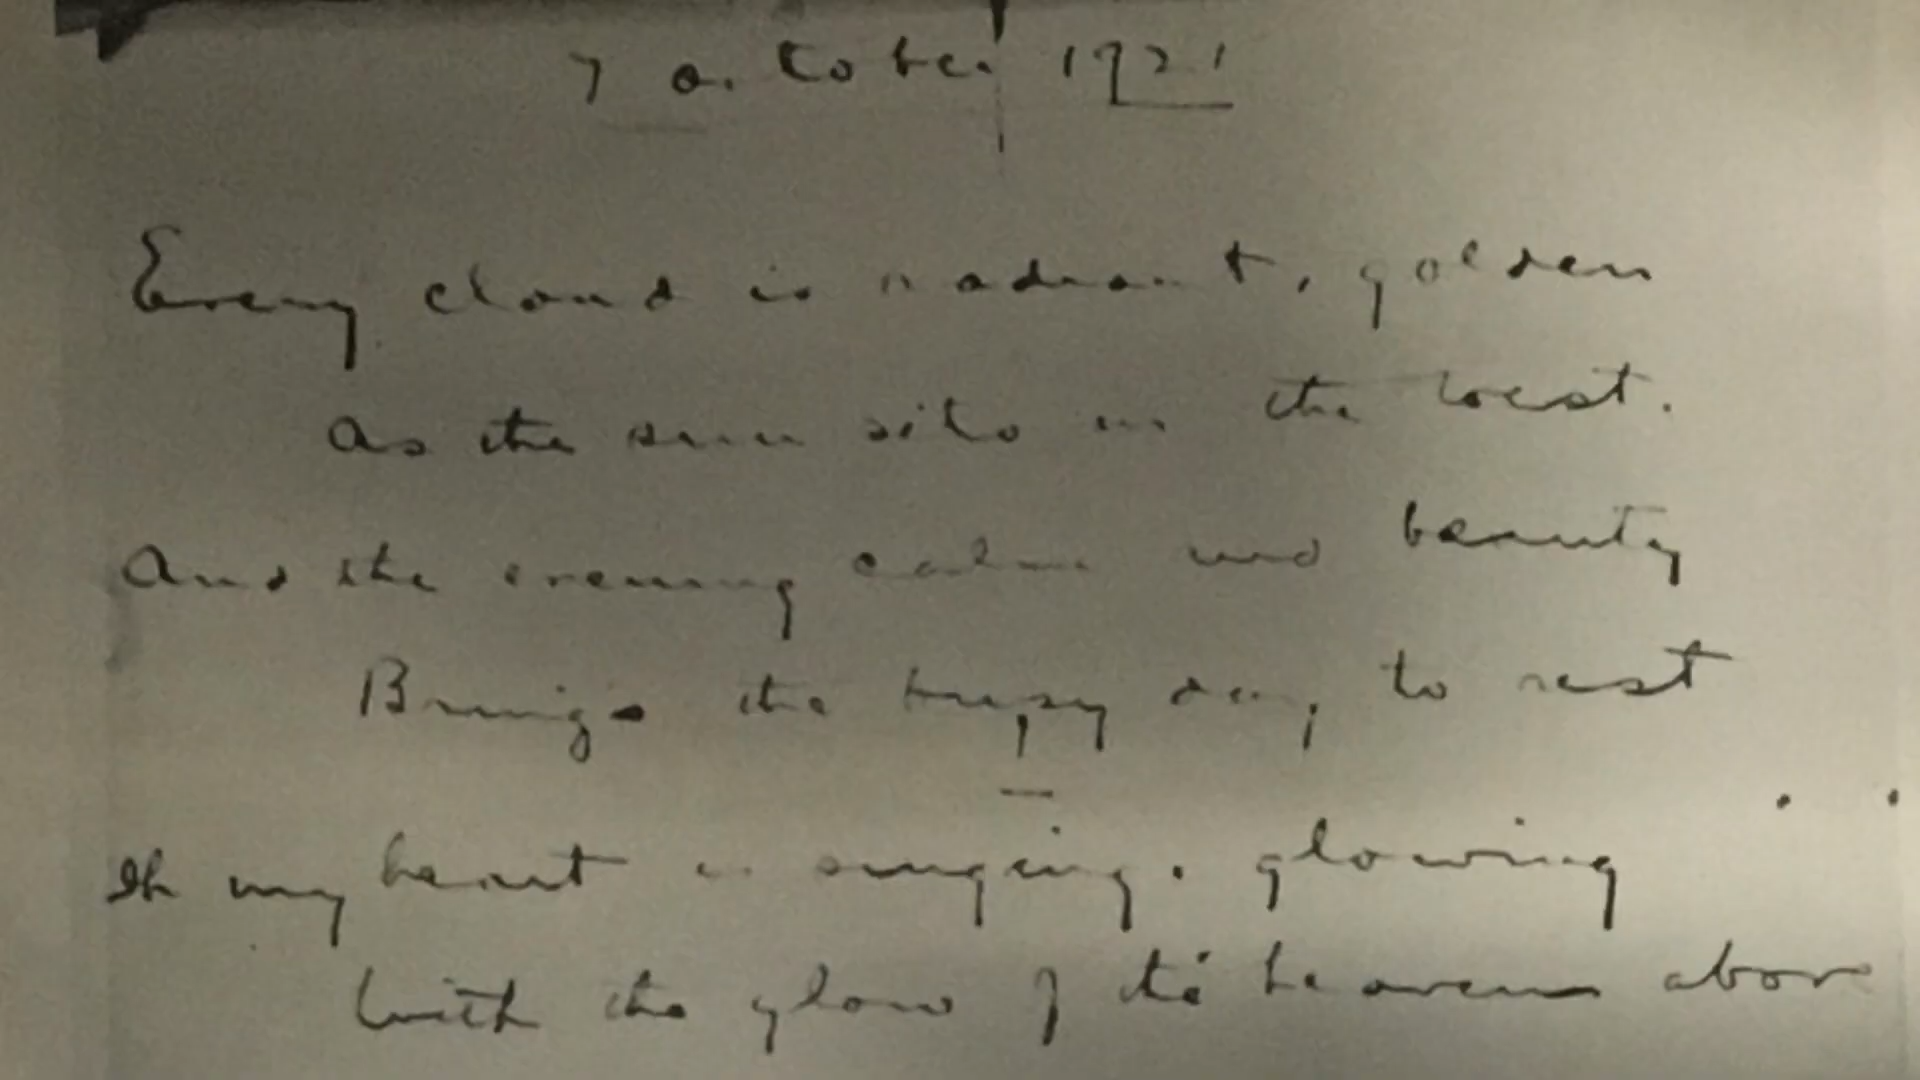 7 October 1921
Every cloud is radiant, golden
As the sun sits in the west.
And the evening calm and beauty
Brings the busy day to rest
Oh my heart is singing. glowing
With the glow of the heavens above